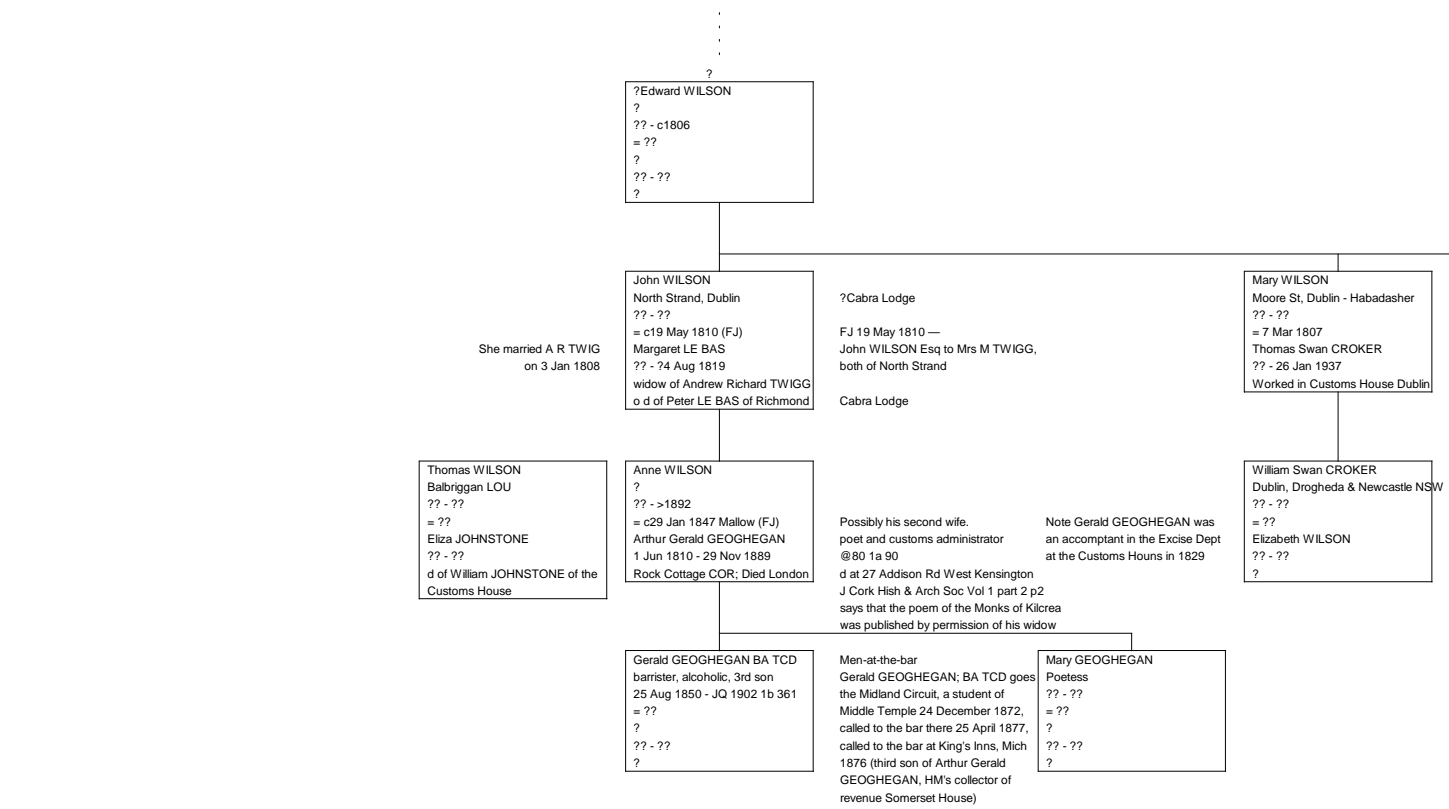 ?
?Edward WILSON
?
?? - c1806
= ??
?
?? - ??
?
She married A R TWIG
on 3 Jan 1808
John WILSON
North Strand, Dublin
?? - ??
= c19 May 1810 (FJ)
Margaret LE BAS
?? - ?4 Aug 1819
widow of Andrew Richard TWIGG
o d of Peter LE BAS of Richmond
?Cabra Lodge
FJ 19 May 1810 —
John WILSON Esq to Mrs M TWIGG,
both of North Strand
Cabra Lodge
Mary WILSON
Moore St, Dublin - Habadasher
?? - ??
= 7 Mar 1807
Thomas Swan CROKER
?? - 26 Jan 1937
Worked in Customs House Dublin
Thomas WILSON
Balbriggan LOU
?? - ??
= ??
Eliza JOHNSTONE
?? - ??
d of William JOHNSTONE of the
Customs House
Anne WILSON
?
?? - >1892
= c29 Jan 1847 Mallow (FJ)
Arthur Gerald GEOGHEGAN
1 Jun 1810 - 29 Nov 1889
Rock Cottage COR; Died London
Possibly his second wife.
poet and customs administrator
@80 1a 90
d at 27 Addison Rd West Kensington
J Cork Hish & Arch Soc Vol 1 part 2 p2
says that the poem of the Monks of Kilcrea
was published by permission of his widow
Note Gerald GEOGHEGAN was
an accomptant in the Excise Dept
at the Customs Houns in 1829
William Swan CROKER
Dublin, Drogheda & Newcastle NSW
?? - ??
= ??
Elizabeth WILSON
?? - ??
?
Gerald GEOGHEGAN BA TCD
barrister, alcoholic, 3rd son
25 Aug 1850 - JQ 1902 1b 361
= ??
?
?? - ??
?
Men-at-the-bar
Gerald GEOGHEGAN; BA TCD goes
the Midland Circuit, a student of
Middle Temple 24 December 1872,
called to the bar there 25 April 1877,
called to the bar at King's Inns, Mich
1876 (third son of Arthur Gerald
GEOGHEGAN, HM's collector of
revenue Somerset House)
Mary GEOGHEGAN
Poetess
?? - ??
= ??
?
?? - ??
?